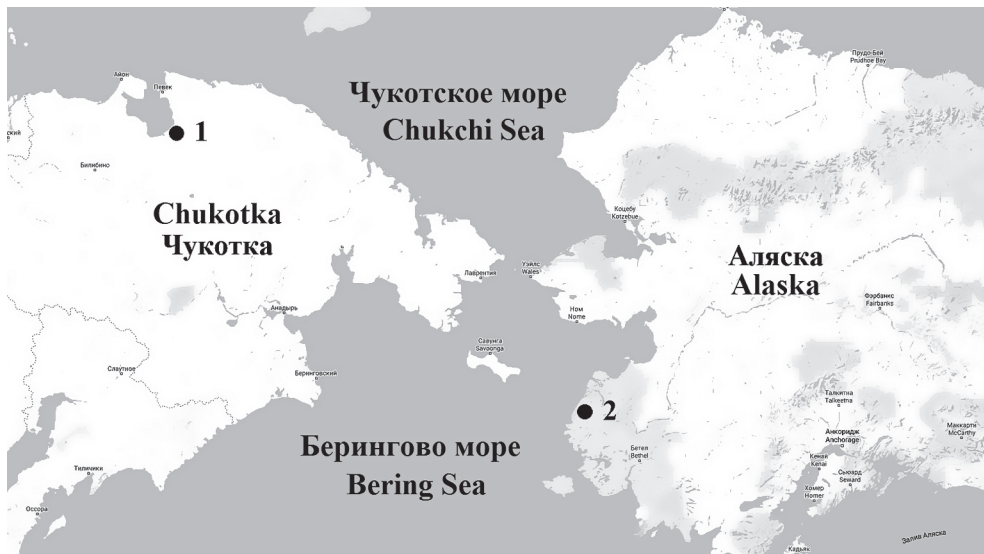 Айон
Певек
Прудо-Бей
Prudhoe Bay
Чукотское море
Chukchi Sea
1
ский
Билибино
Chukotka
Чукотка
Коцебу
Kotzebue
Аляска
Alaska
Лаврентия
Уэйлс
Wales
Анадырь
Ном
Nome
Фэрбанкс
Fairbanks
Савунга
Savoonga
Слаутное
Беринговский
2
Талкитна
Talkeetna
Берингово море
Bering Sea
Бетел
Bethel
Анкоридж
Anchorage
Маккарти
McCarthy
Кенай
Kenai
Сьюард
Seward
Хомер
Homer
Тиличики
Оссора
Залив Аляска
Кадьяк